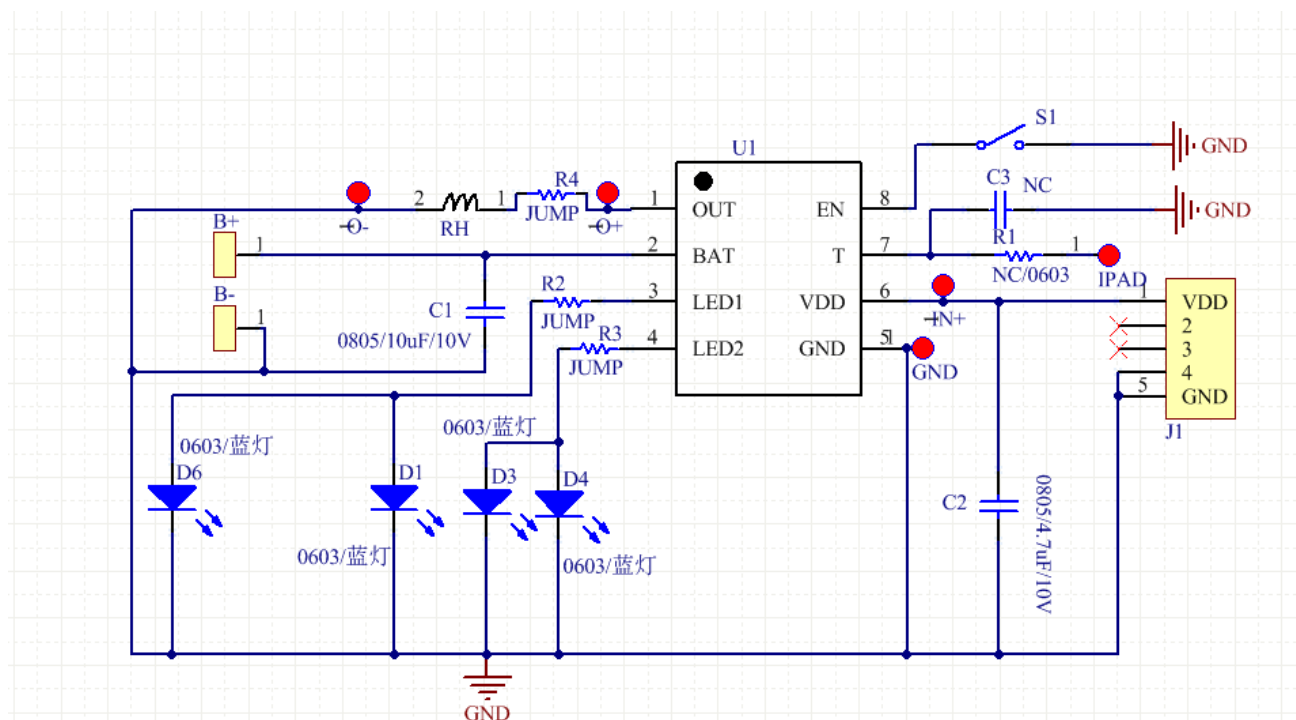 S1
GND
U1
R4
JUMP
2
1
RH
O-
O+
1
OUT
EN
8
C3
NC
GND
B+
1
2
BAT
T
7
R1
NC/0603
1
IPAD
B-
1
C1
0805/10uF/10V
R2
JUMP
3
LED1
VDD
6
IN+
R3
JUMP
4
LED2
GND
5
1
GND
1
VDD
2
3
4
5
GND
J1
0603/蓝灯
D6
D1
0603/蓝灯
0603/蓝灯
D3
D4
0603/蓝灯
C2
0805/4.7uF/10V
GND